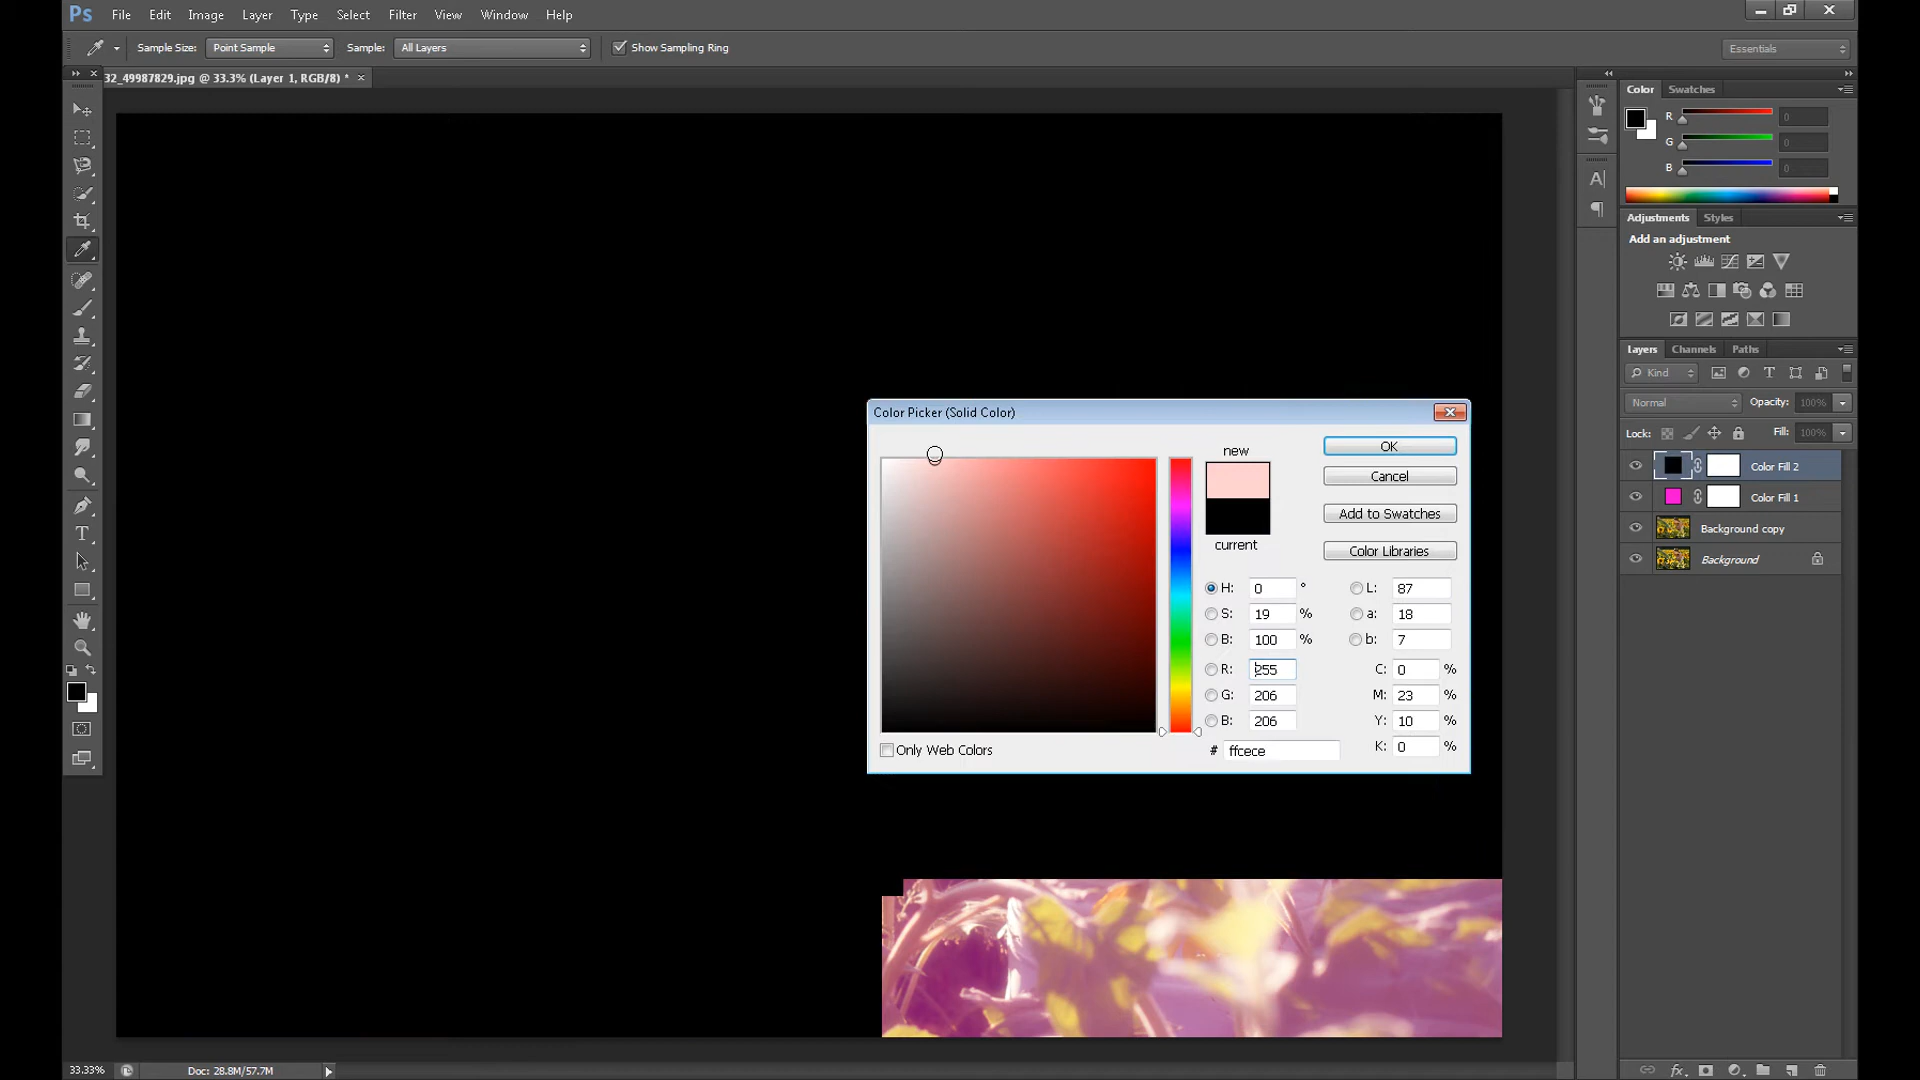 Ps File Edit Image Layer Type Select Filter View Window Help
Sample Size: Point Sample Sample: All Layers Show Sampling Ring Essentials
32_49987829.jpg @ 33.3% (Layer 1, RGB/8) *
Color Swatches
R 0
G 0
B 0
Adjustments Styles
Add an adjustment
Layers Channels Paths
Kind
Normal Opacity: 100%
Lock: Fill: 100%
Color Fill 2
Color Fill 1
Background copy
Background
Color Picker (Solid Color)
new
current
OK
Cancel
Add to Swatches
Color Libraries
H: 0 ° L: 87
S: 19 % a: 18
B: 100 % b: 7
R: 255 C: 0 %
G: 206 M: 23 %
B: 206 Y: 10 %
# ffcece K: 0 %
Only Web Colors
33.33% Doc: 28.8M/57.7M